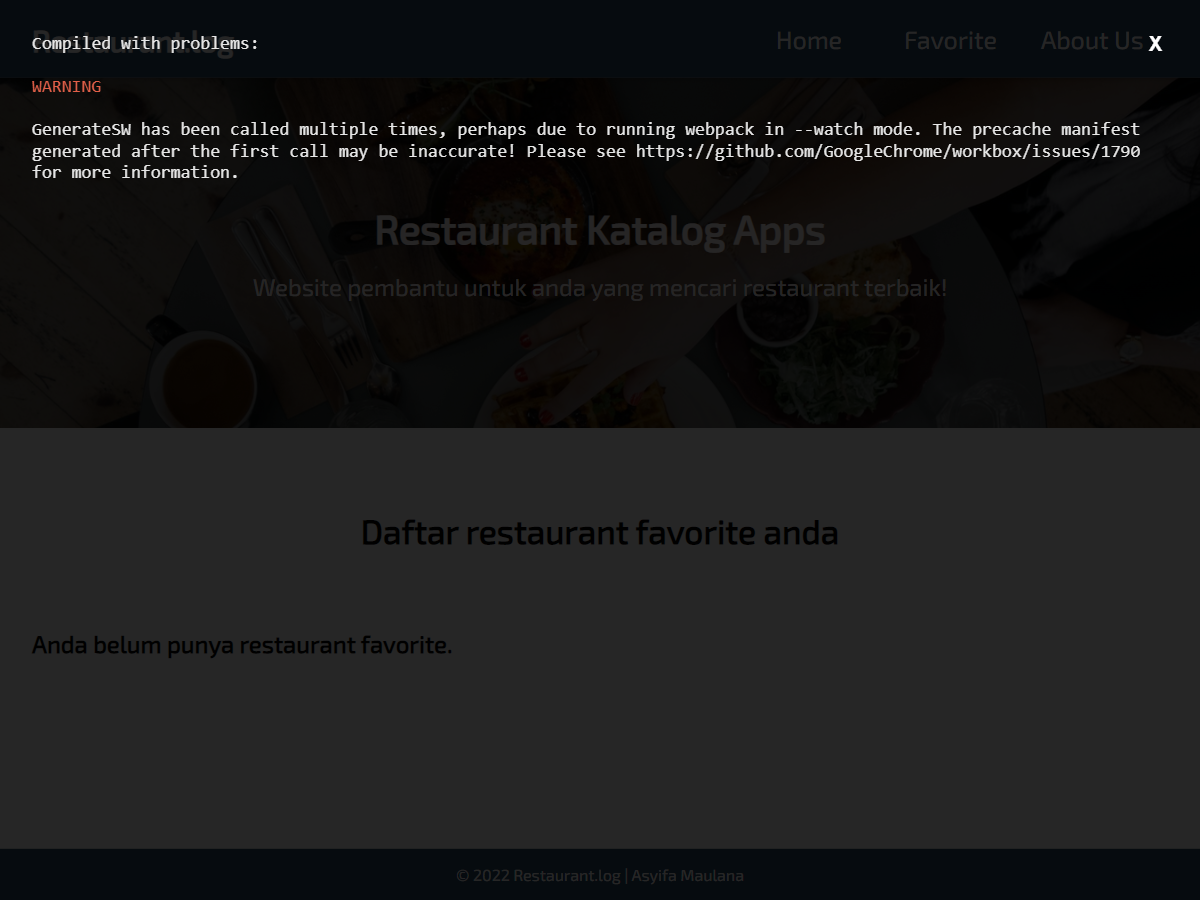 Restaurant.log
Home Favorite About Us
Compiled with problems:
X
WARNING
GenerateSW has been called multiple times, perhaps due to running webpack in --watch mode. The precache manifest
generated after the first call may be inaccurate! Please see https://github.com/GoogleChrome/workbox/issues/1790
for more information.
Restaurant Katalog Apps
Website pembantu untuk anda yang mencari restaurant terbaik!
Daftar restaurant favorite anda
Anda belum punya restaurant favorite.
© 2022 Restaurant.log | Asyifa Maulana